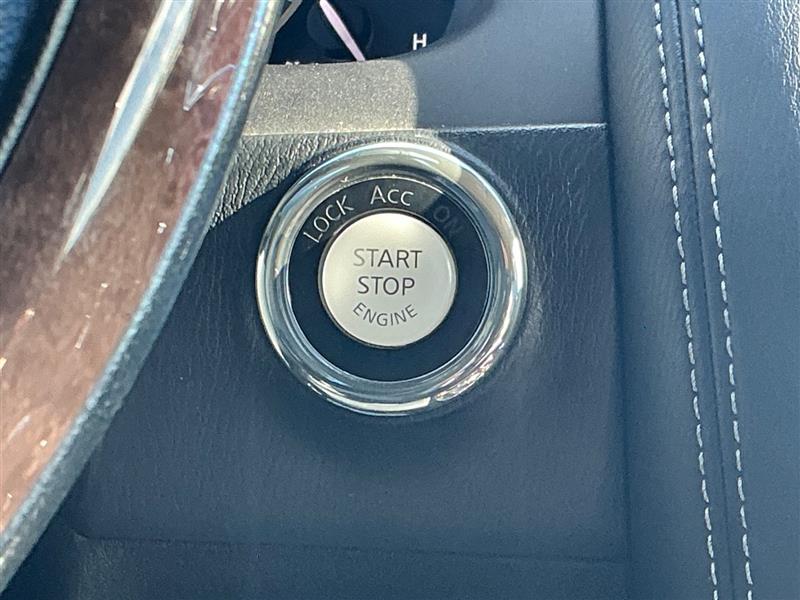 H
LOCK Acc ON
START
STOP
ENGINE